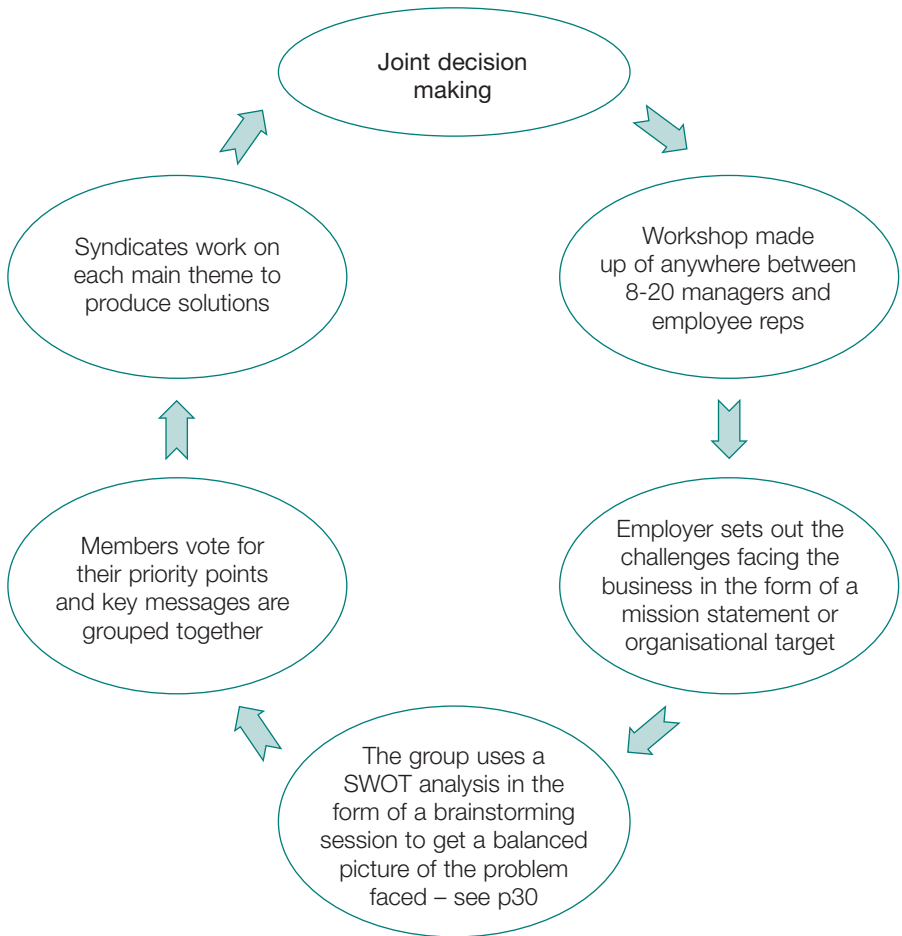 Joint decision
making
Workshop made
up of anywhere between
8-20 managers and
employee reps
Employer sets out the
challenges facing the
business in the form of a
mission statement or
organisational target
The group uses a
SWOT analysis in the
form of a brainstorming
session to get a balanced
picture of the problem
faced – see p30
Members vote for
their priority points
and key messages are
grouped together
Syndicates work on
each main theme to
produce solutions